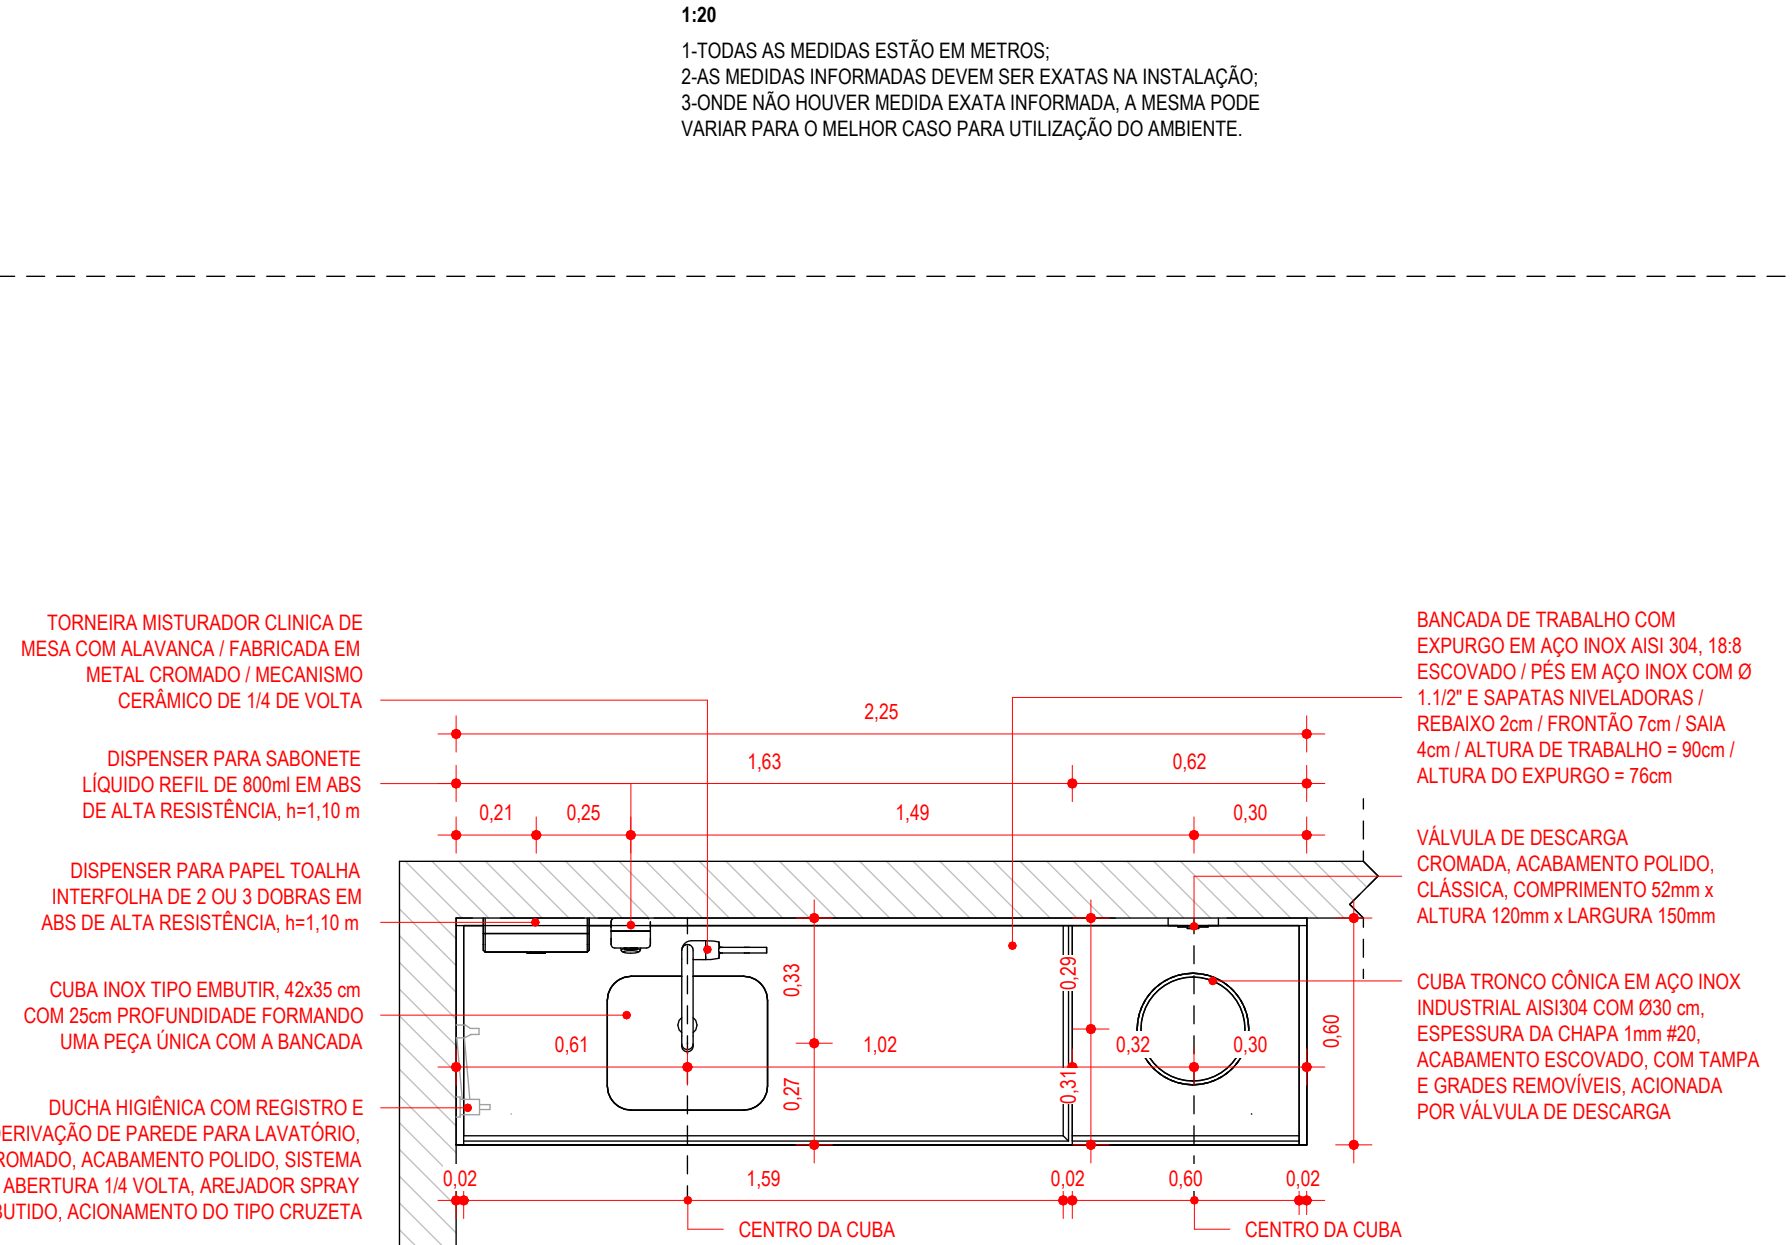 1:20
1-TODAS AS MEDIDAS ESTÃO EM METROS;
2-AS MEDIDAS INFORMADAS DEVEM SER EXATAS NA INSTALAÇÃO;
3-ONDE NÃO HOUVER MEDIDA EXATA INFORMADA, A MESMA PODE
VARIAR PARA O MELHOR CASO PARA UTILIZAÇÃO DO AMBIENTE.
TORNEIRA MISTURADOR CLINICA DE
MESA COM ALAVANCA / FABRICADA EM
METAL CROMADO / MECANISMO
CERÂMICO DE 1/4 DE VOLTA
DISPENSER PARA SABONETE
LÍQUIDO REFIL DE 800ml EM ABS
DE ALTA RESISTÊNCIA, h=1,10 m
DISPENSER PARA PAPEL TOALHA
INTERFOLHA DE 2 OU 3 DOBRAS EM
ABS DE ALTA RESISTÊNCIA, h=1,10 m
CUBA INOX TIPO EMBUTIR, 42x35 cm
COM 25cm PROFUNDIDADE FORMANDO
UMA PEÇA ÚNICA COM A BANCADA
DUCHA HIGIÊNICA COM REGISTRO E
DERIVAÇÃO DE PAREDE PARA LAVATÓRIO,
ROMADO, ACABAMENTO POLIDO, SISTEMA
ABERTURA 1/4 VOLTA, AREJADOR SPRAY
BUTIDO, ACIONAMENTO DO TIPO CRUZETA
2,25
1,63
0,62
0,21
0,25
1,49
0,30
0,33
0,29
0,61
1,02
0,32
0,30
0,60
0,27
0,31
0,02
1,59
0,02
0,60
0,02
CENTRO DA CUBA
CENTRO DA CUBA
BANCADA DE TRABALHO COM
EXPURGO EM AÇO INOX AISI 304, 18:8
ESCOVADO / PÉS EM AÇO INOX COM Ø
1.1/2" E SAPATAS NIVELADORAS /
REBAIXO 2cm / FRONTÃO 7cm / SAIA
4cm / ALTURA DE TRABALHO = 90cm /
ALTURA DO EXPURGO = 76cm
VÁLVULA DE DESCARGA
CROMADA, ACABAMENTO POLIDO,
CLÁSSICA, COMPRIMENTO 52mm x
ALTURA 120mm x LARGURA 150mm
CUBA TRONCO CÔNICA EM AÇO INOX
INDUSTRIAL AISI304 COM Ø30 cm,
ESPESSURA DA CHAPA 1mm #20,
ACABAMENTO ESCOVADO, COM TAMPA
E GRADES REMOVÍVEIS, ACIONADA
POR VÁLVULA DE DESCARGA